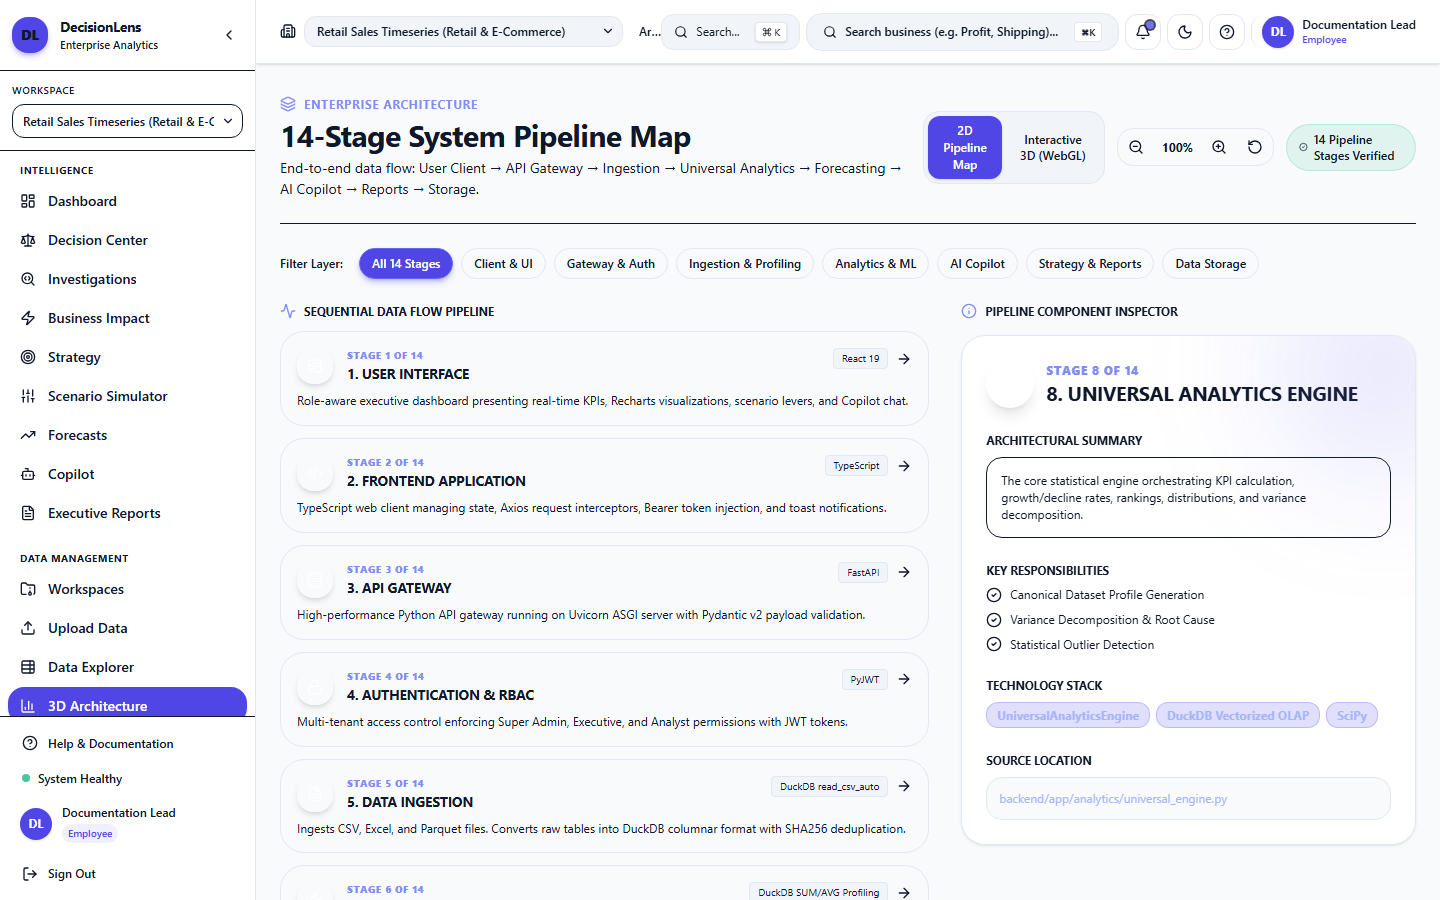 DL
DecisionLens
Enterprise Analytics
WORKSPACE
Retail Sales Timeseries (Retail & E-C
INTELLIGENCE
Dashboard
Decision Center
Investigations
Business Impact
Strategy
Scenario Simulator
Forecasts
Copilot
Executive Reports
DATA MANAGEMENT
Workspaces
Upload Data
Data Explorer
3D Architecture
Help & Documentation
System Healthy
DL
Documentation Lead
Employee
Sign Out
Retail Sales Timeseries (Retail & E-Commerce)
Ar...
Search...
⌘ K
Search business (e.g. Profit, Shipping)...
⌘K
DL
Documentation Lead
Employee
ENTERPRISE ARCHITECTURE
14-Stage System Pipeline Map
End-to-end data flow: User Client → API Gateway → Ingestion → Universal Analytics → Forecasting →
AI Copilot → Reports → Storage.
2D
Pipeline
Map
Interactive
3D (WebGL)
100%
14 Pipeline
Stages Verified
Filter Layer:
All 14 Stages
Client & UI
Gateway & Auth
Ingestion & Profiling
Analytics & ML
AI Copilot
Strategy & Reports
Data Storage
SEQUENTIAL DATA FLOW PIPELINE
STAGE 1 OF 14
1. USER INTERFACE
React 19
Role-aware executive dashboard presenting real-time KPIs, Recharts visualizations, scenario levers, and Copilot chat.
STAGE 2 OF 14
2. FRONTEND APPLICATION
TypeScript
TypeScript web client managing state, Axios request interceptors, Bearer token injection, and toast notifications.
STAGE 3 OF 14
3. API GATEWAY
FastAPI
High-performance Python API gateway running on Uvicorn ASGI server with Pydantic v2 payload validation.
STAGE 4 OF 14
4. AUTHENTICATION & RBAC
PyJWT
Multi-tenant access control enforcing Super Admin, Executive, and Analyst permissions with JWT tokens.
STAGE 5 OF 14
5. DATA INGESTION
DuckDB read_csv_auto
Ingests CSV, Excel, and Parquet files. Converts raw tables into DuckDB columnar format with SHA256 deduplication.
STAGE 6 OF 14
DuckDB SUM/AVG Profiling
PIPELINE COMPONENT INSPECTOR
STAGE 8 OF 14
8. UNIVERSAL ANALYTICS ENGINE
ARCHITECTURAL SUMMARY
The core statistical engine orchestrating KPI calculation,
growth/decline rates, rankings, distributions, and variance
decomposition.
KEY RESPONSIBILITIES
Canonical Dataset Profile Generation
Variance Decomposition & Root Cause
Statistical Outlier Detection
TECHNOLOGY STACK
UniversalAnalyticsEngine
DuckDB Vectorized OLAP
SciPy
SOURCE LOCATION
backend/app/analytics/universal_engine.py